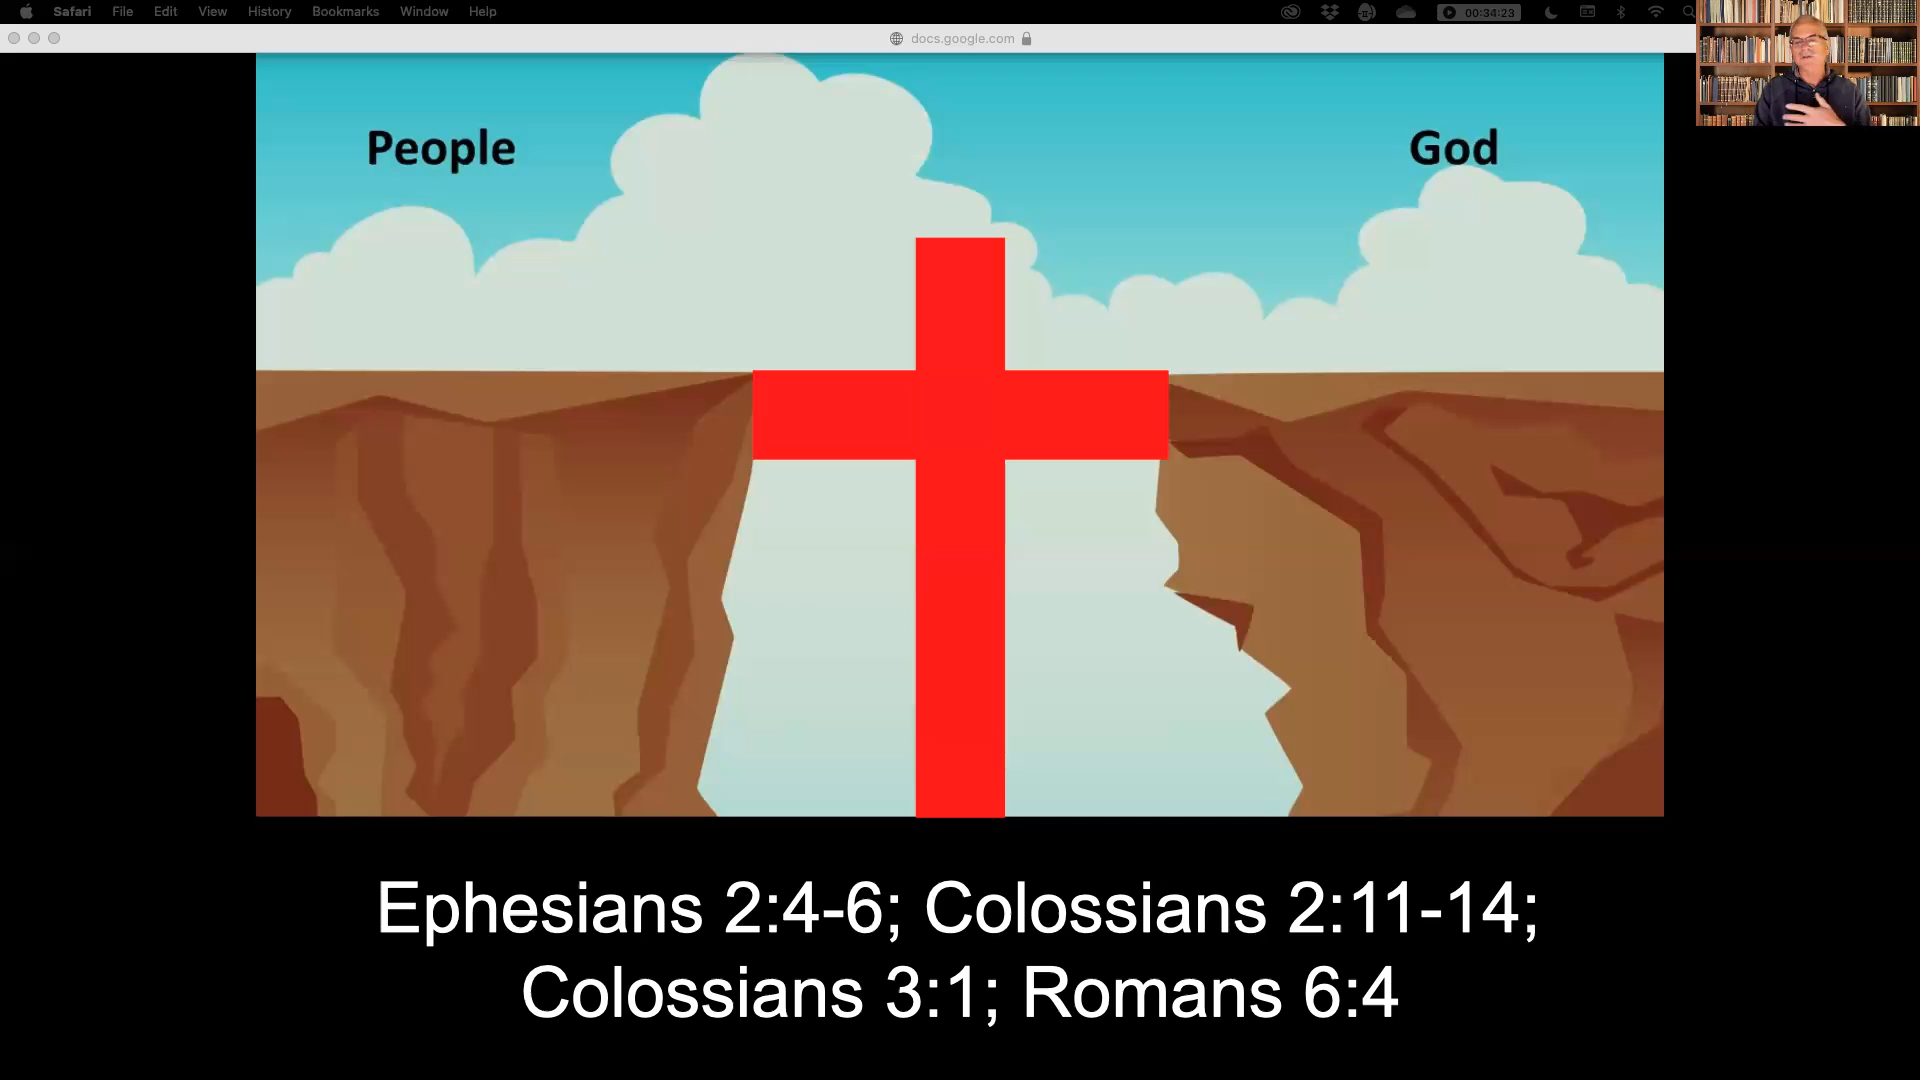 Safari File Edit View History Bookmarks Window Help 00:34:23
docs.google.com
People
God
Ephesians 2:4-6; Colossians 2:11-14;
Colossians 3:1; Romans 6:4